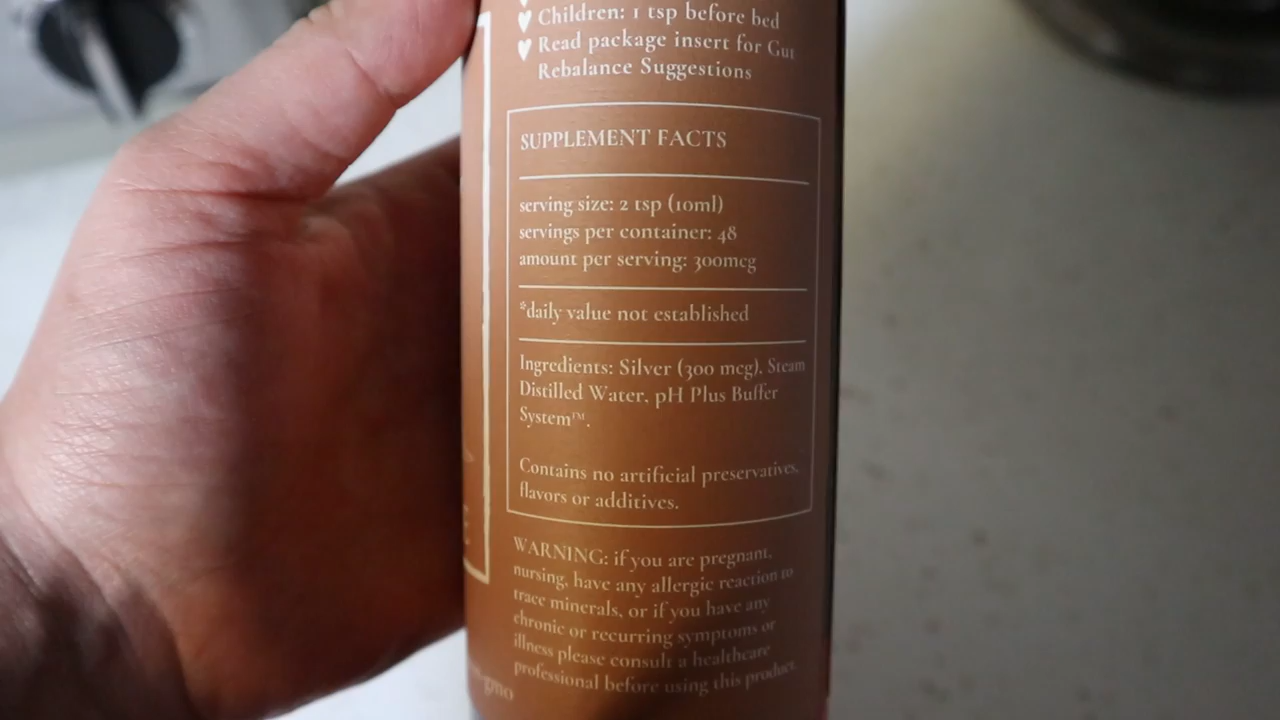 Children: 1 tsp before bed
Read package insert for Gut
Rebalance Suggestions
SUPPLEMENT FACTS
serving size: 2 tsp (10ml)
servings per container: 48
amount per serving: 300mcg
*daily value not established
Ingredients: Silver (300 mcg), Steam
Distilled Water, pH Plus Buffer
System™.
Contains no artificial preservatives,
flavors or additives.
WARNING: if you are pregnant,
nursing, have any allergic reaction to
trace minerals, or if you have any
chronic or recurring symptoms or
illness please consult a healthcare
professional before using this product.